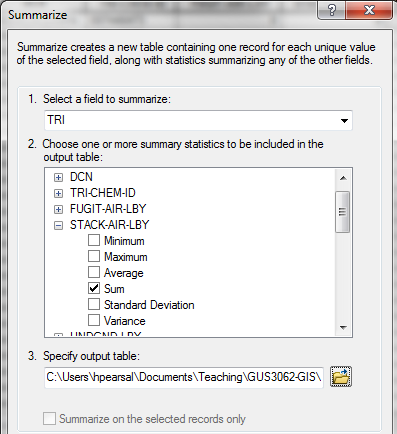 Summarize
Summarize creates a new table containing one record for each unique value
of the selected field, along with statistics summarizing any of the other fields.
1. Select a field to summarize:
TRI
2. Choose one or more summary statistics to be included in the
output table:
DCN
TRI-CHEM-ID
FUGIT-AIR-LBY
STACK-AIR-LBY
Minimum
Maximum
Average
Sum
Standard Deviation
Variance
3. Specify output table:
C:\Users\hpearsal\Documents\Teaching\GUS3062-GIS\
Summarize on the selected records only